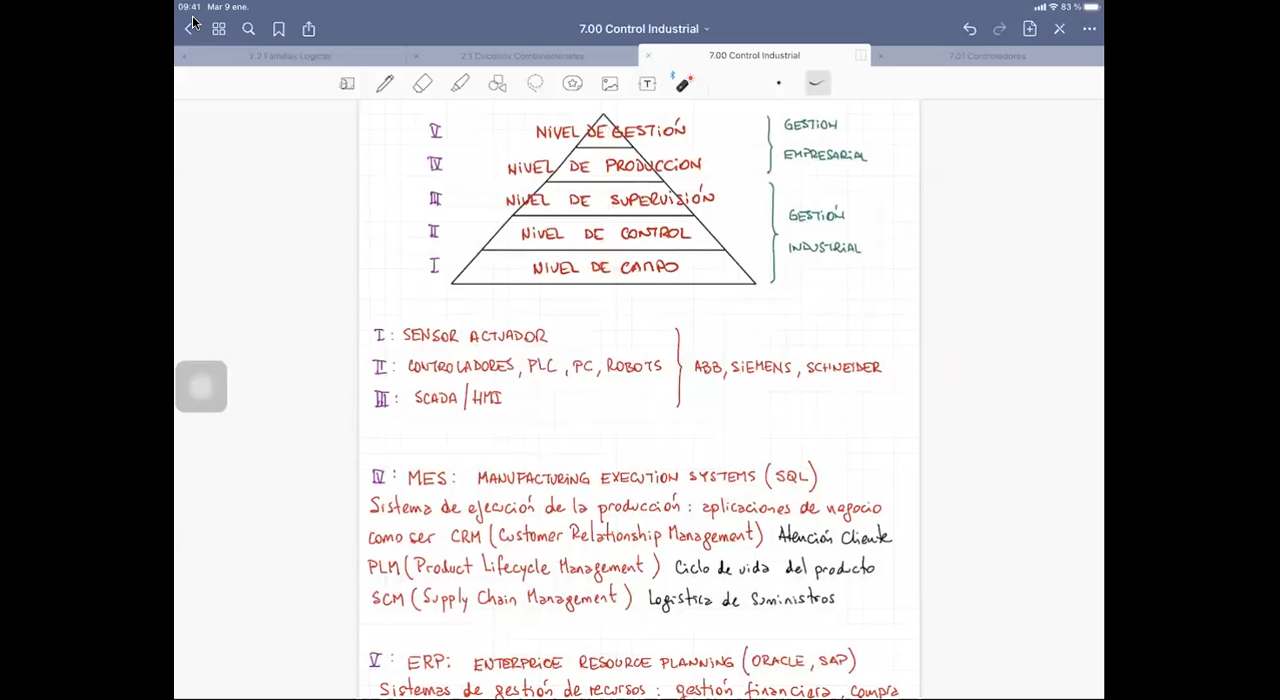 09:41 Mar 9 ene.
83 %
7.00 Control Industrial
2.2 Familias Logicas
2.1 Circuitos Combinacionales
7.00 Control Industrial
7.01 Controladores
V NIVEL DE GESTIÓN
GESTION
EMPRESARIAL
IV NIVEL DE PRODUCCION
III NIVEL DE SUPERVISIÓN
GESTIÓN
INDUSTRIAL
II NIVEL DE CONTROL
I NIVEL DE CAMPO
I: SENSOR ACTUADOR
II: CONTROLADORES, PLC, PC, ROBOTS
ABB, SIEMENS, SCHNEIDER
III: SCADA/HMI
IV: MES: MANUFACTURING EXECUTION SYSTEMS (SQL)
Sistema de ejecución de la producción: aplicaciones de negocio
como ser CRM (Customer Relationship Management) Atención Cliente
PLM (Product Lifecycle Management) Ciclo de vida del producto
SCM (Supply Chain Management) Logistica de Suministros
V: ERP: ENTERPRICE RESOURCE PLANNING (ORACLE, SAP)
Sistemas de gestión de recursos: gestión financiera, compra